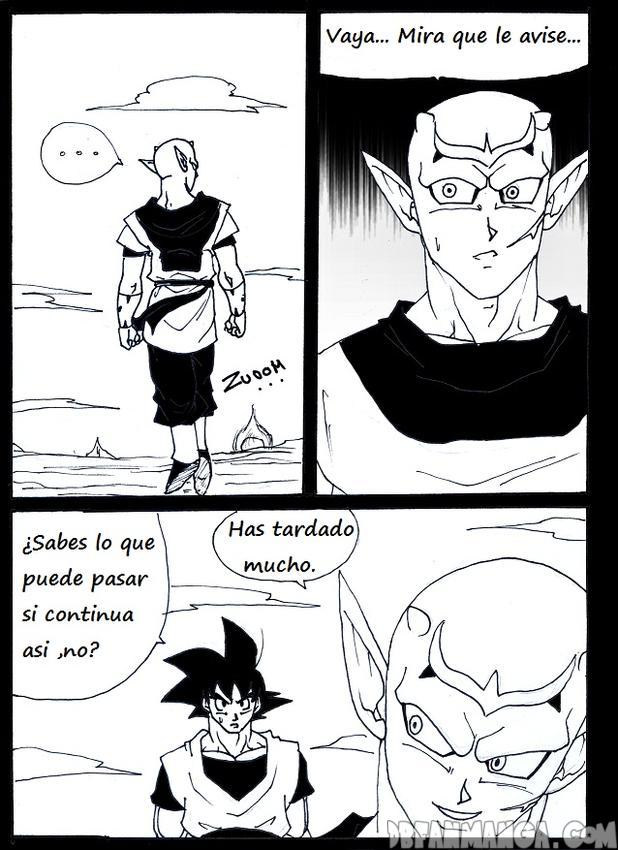 ...
Vaya... Mira que le avise...
ZUOOM
...
¿Sabes lo que
puede pasar
si continua
asi ,no?
Has tardado
mucho.
DBFANMANGA.COM